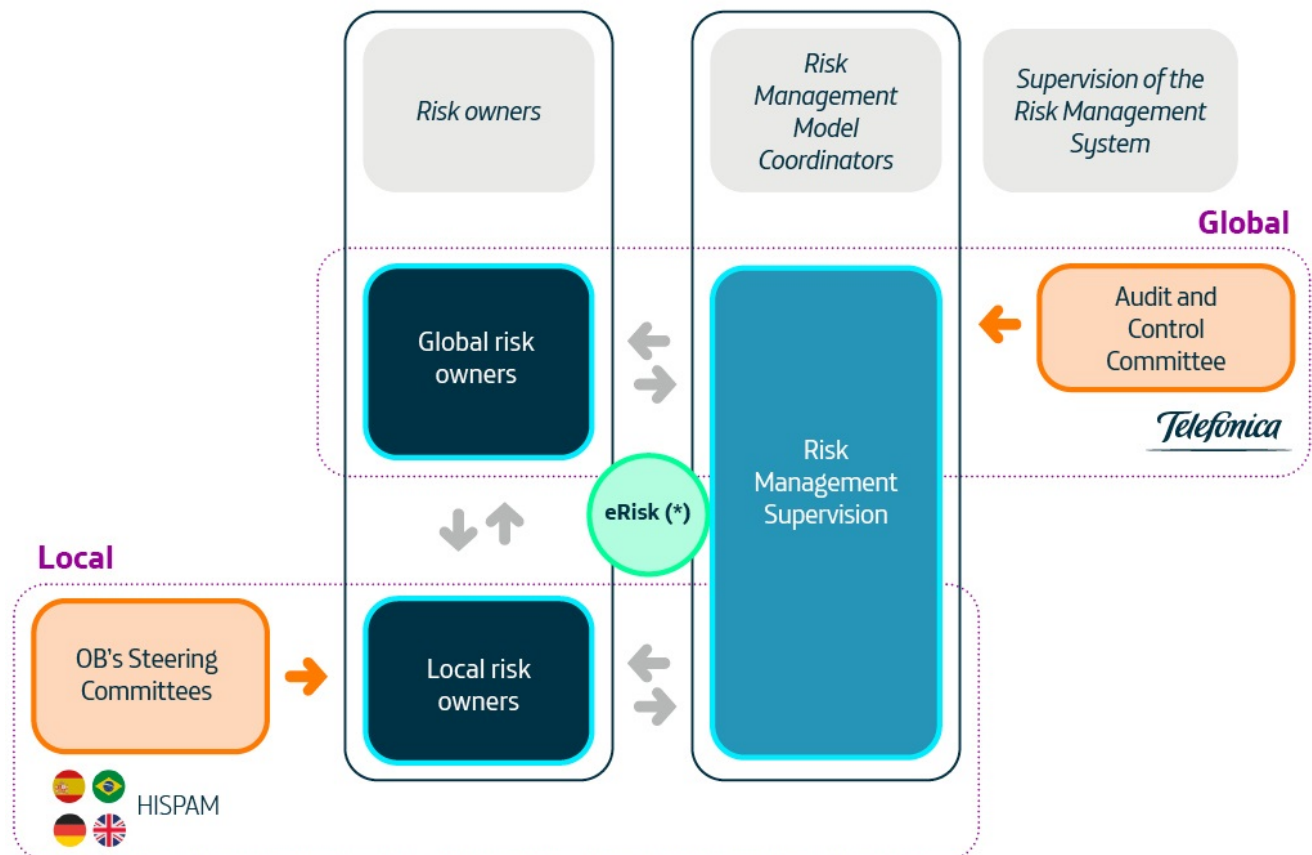 Risk owners
Risk
Management
Model
Coordinators
Supervision of the
Risk Management
System
Global
Global risk
owners
Audit and
Control
Committee
Telefónica
Risk
Management
Supervision
eRisk (*)
Local
OB's Steering
Committees
Local risk
owners
HISPAM